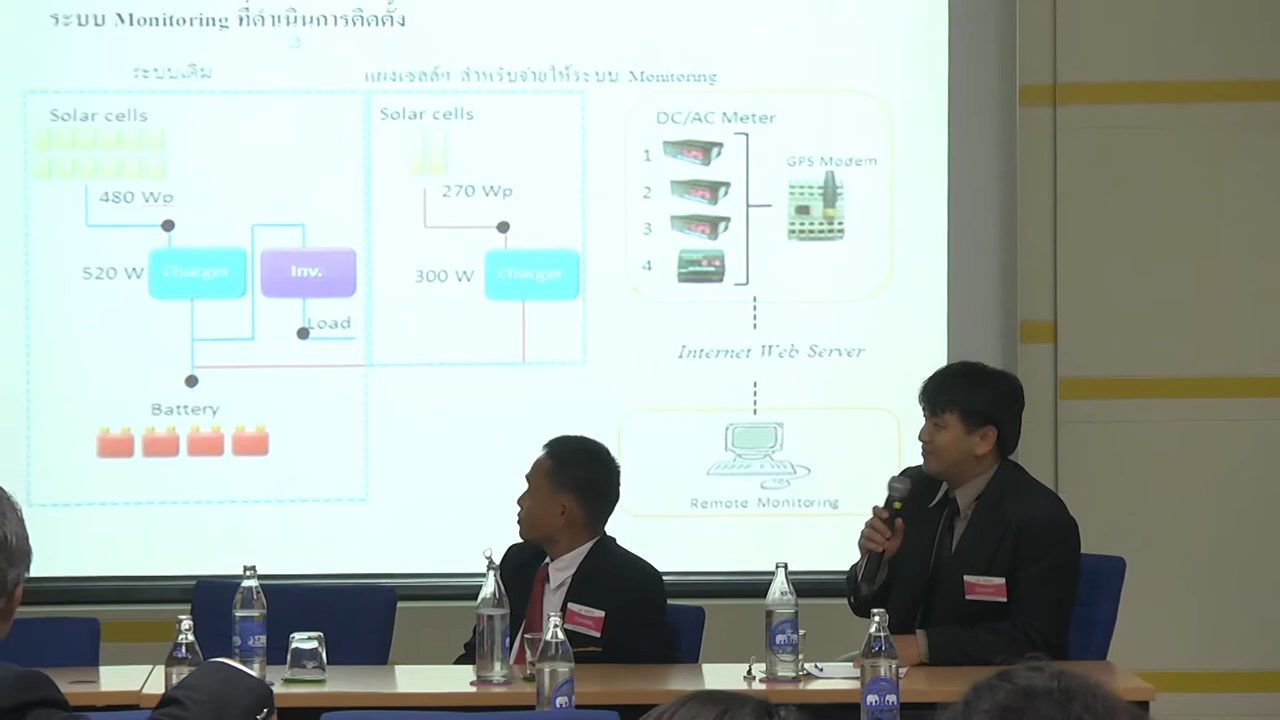 ระบบ Monitoring ที่ดำเนินการติดตั้ง
ระบบเดิม
แผงเซลล์ฯ สำหรับจ่ายให้ระบบ Monitoring
Solar cells
480 Wp
520 W
Charger
Inv.
Load
Battery
Solar cells
270 Wp
300 W
Charger
DC/AC Meter
1
2
3
4
GPS Modem
Internet Web Server
Remote Monitoring